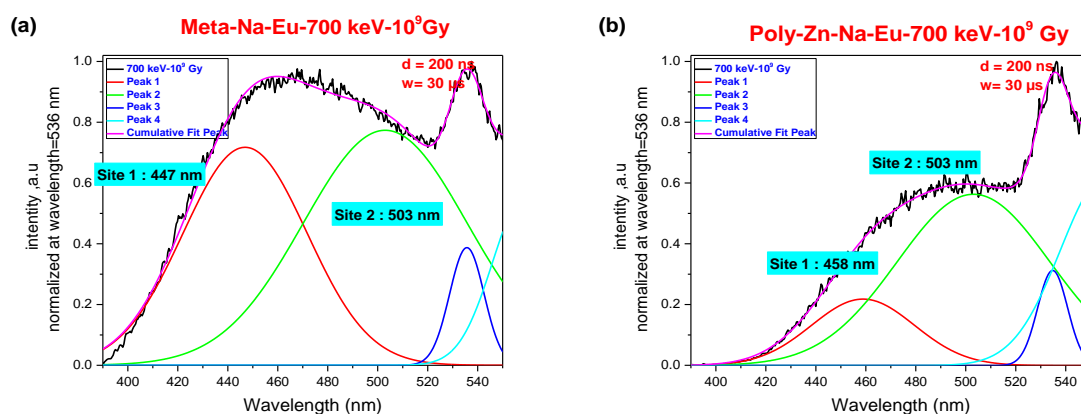 (a)
Meta-Na-Eu-700 keV-10⁹Gy
1.0
0.8
0.6
0.4
0.2
0.0
intentity ,a.u
normalized at wavelength=536 nm
700 keV-10⁹ Gy
Peak 1
Peak 2
Peak 3
Peak 4
Cumulative Fit Peak
d = 200 ns
w= 30 µs
Site 1 : 447 nm
Site 2 : 503 nm
400 420 440 460 480 500 520 540
Wavelength (nm)
(b)
Poly-Zn-Na-Eu-700 keV-10⁹ Gy
1.0
0.8
0.6
0.4
0.2
0.0
intentity ,a.u
normalized at wavelength=536 nm
700 keV-10⁹ Gy
Peak 1
Peak 2
Peak 3
Peak 4
Cumulative Fit Peak
d = 200 ns
w= 30 µs
Site 2 : 503 nm
Site 1 : 458 nm
400 420 440 460 480 500 520 540
Wavelength (nm)